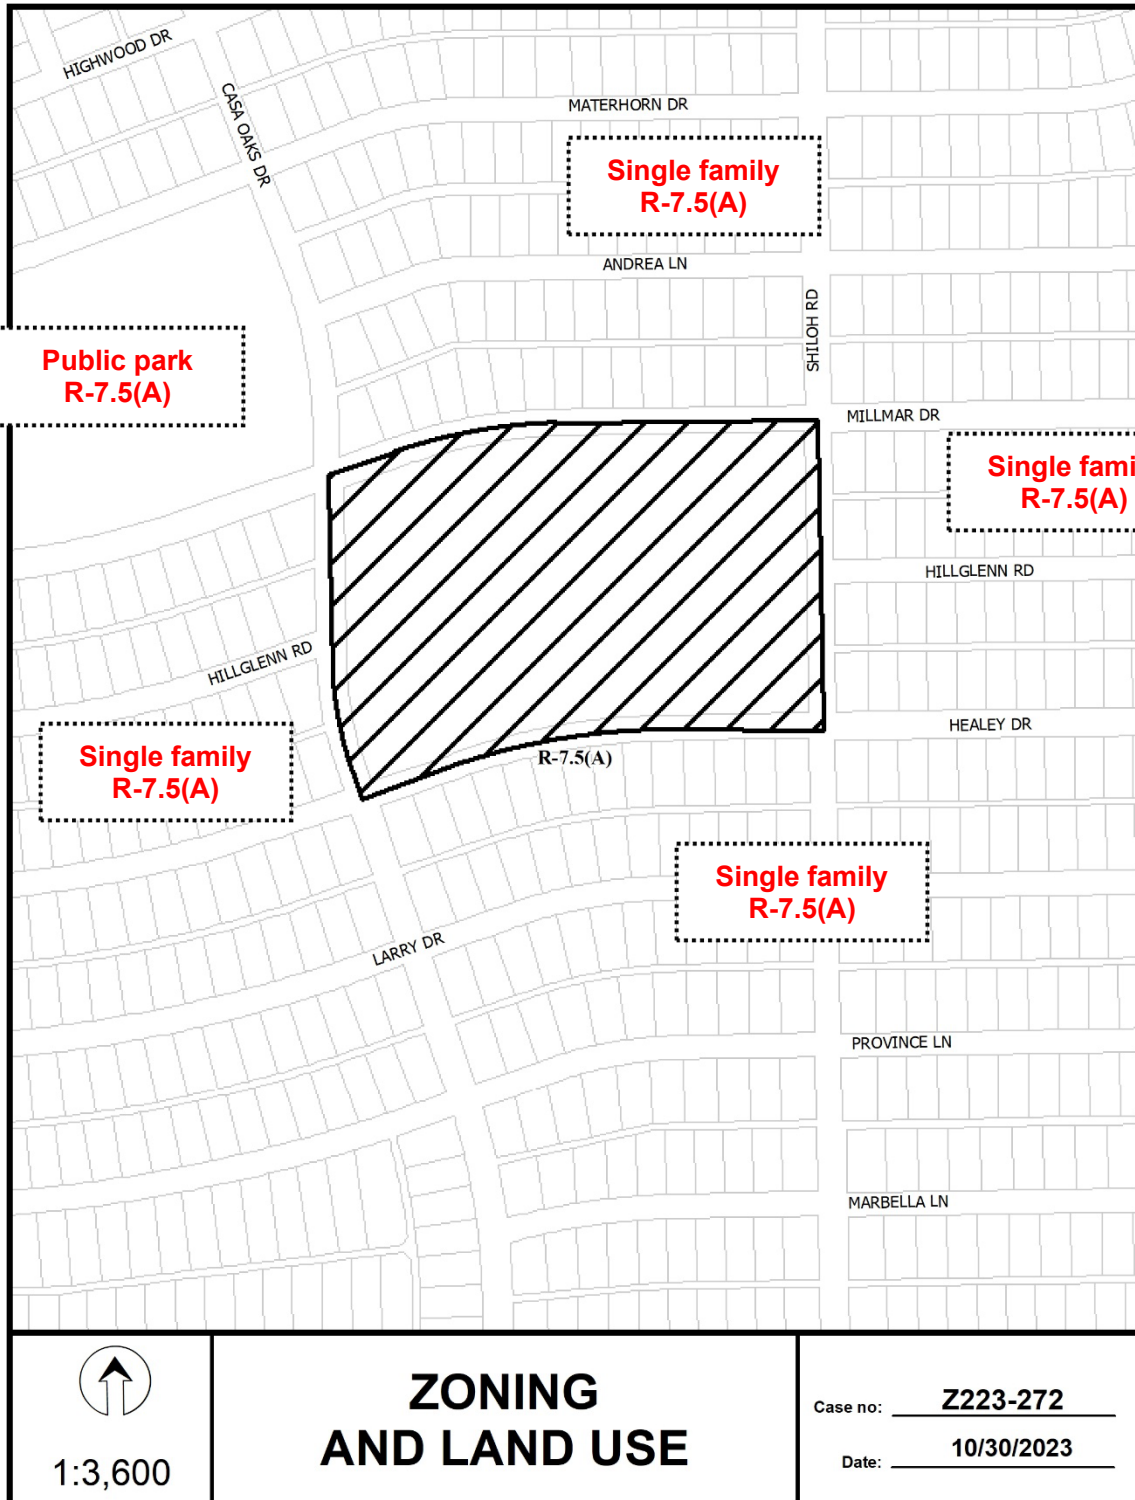 HIGHWOOD DR
CASA OAKS DR
MATERHORN DR
Single family
R-7.5(A)
ANDREA LN
SHILOH RD
Public park
R-7.5(A)
MILLMAR DR
Single fami
R-7.5(A)
HILLGLENN RD
HILLGLENN RD
HEALEY DR
R-7.5(A)
Single family
R-7.5(A)
Single family
R-7.5(A)
LARRY DR
PROVINCE LN
MARBELLA LN
1:3,600
ZONING
AND LAND USE
Case no: Z223-272
Date: 10/30/2023